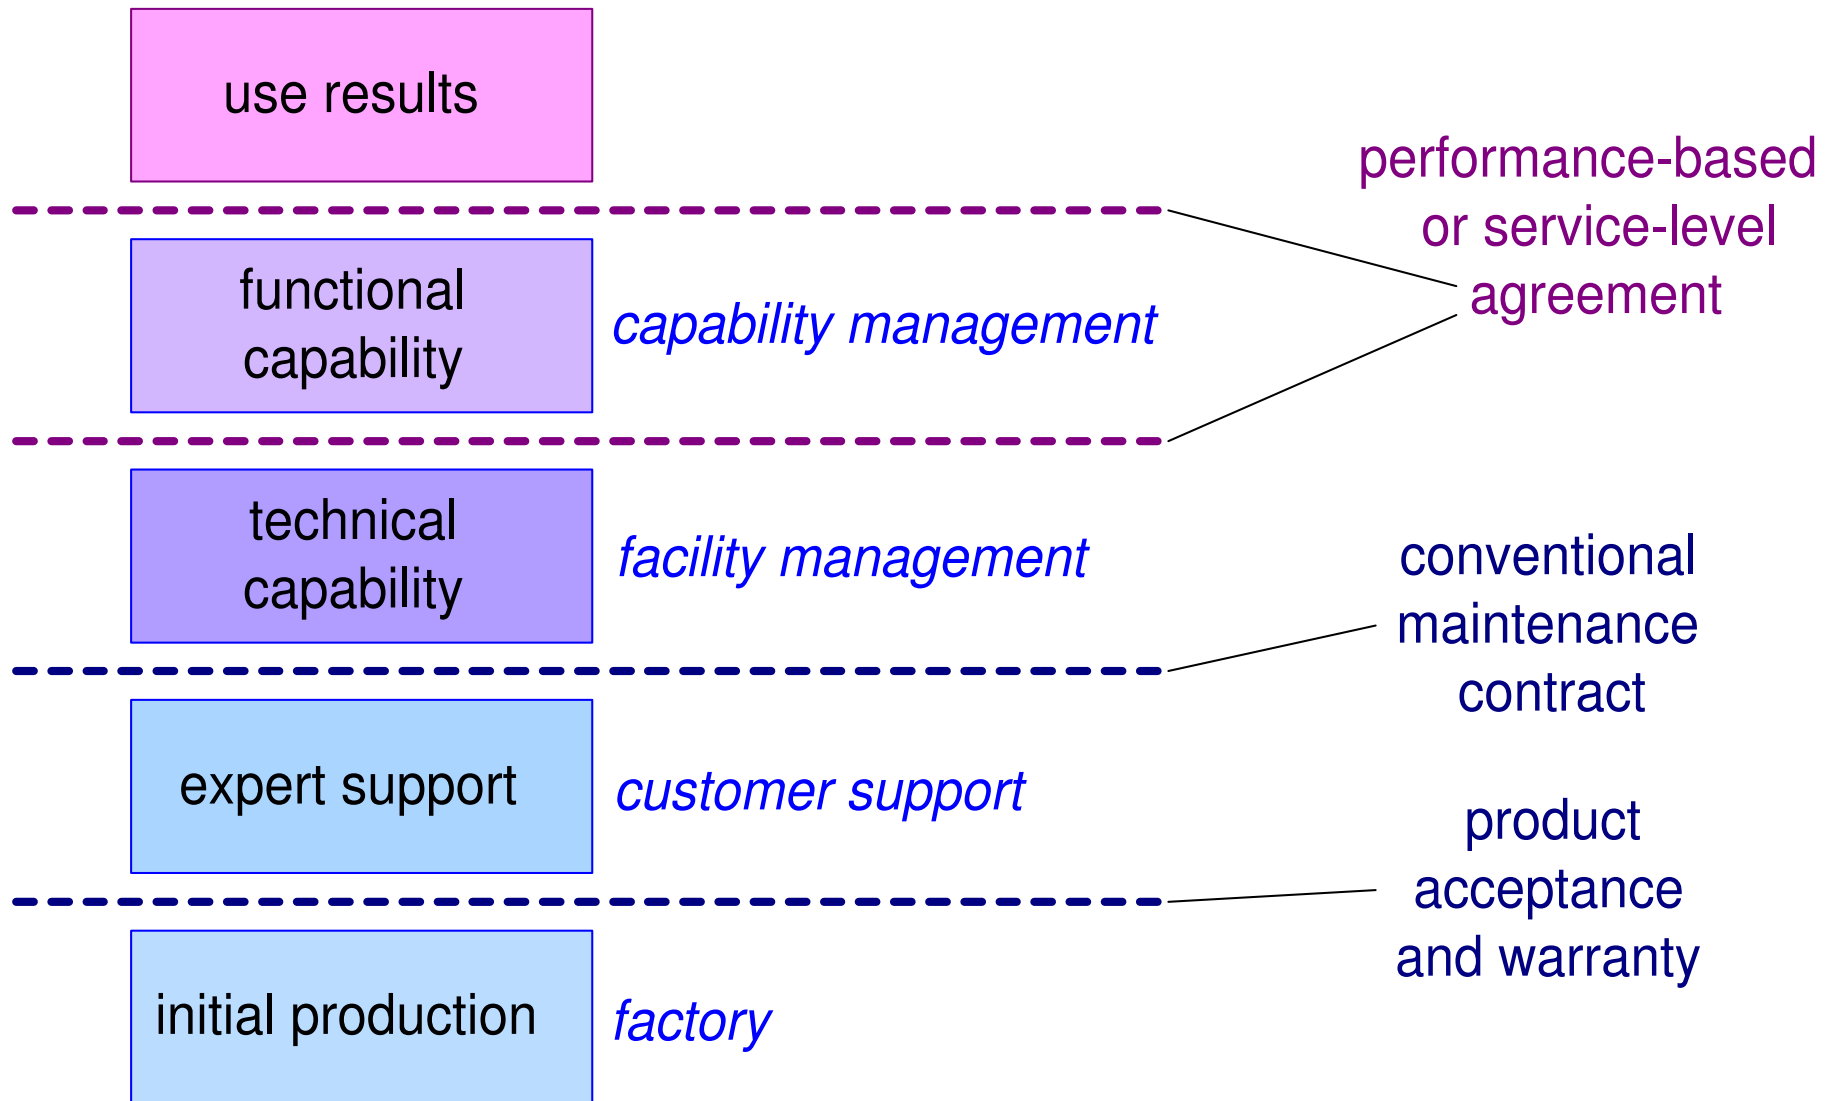 use results
performance-based
or service-level
agreement
functional
capability
capability management
technical
capability
facility management
conventional
maintenance
contract
expert support
customer support
product
acceptance
and warranty
initial production
factory